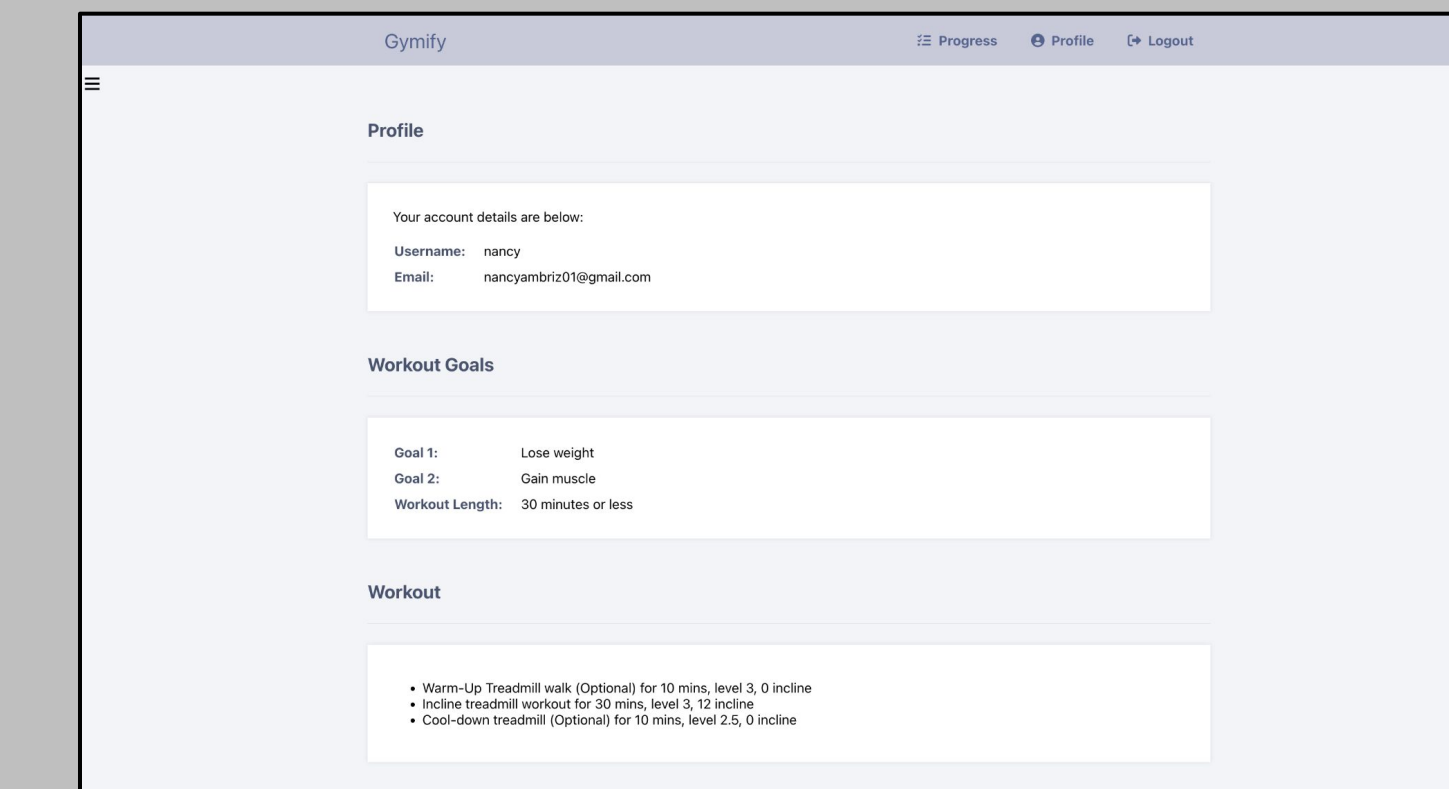 Gymify
Progress Profile Logout
Profile
Your account details are below:
Username: nancy
Email: nancyambriz01@gmail.com
Workout Goals
Goal 1: Lose weight
Goal 2: Gain muscle
Workout Length: 30 minutes or less
Workout
• Warm-Up Treadmill walk (Optional) for 10 mins, level 3, 0 incline
• Incline treadmill workout for 30 mins, level 3, 12 incline
• Cool-down treadmill (Optional) for 10 mins, level 2.5, 0 incline